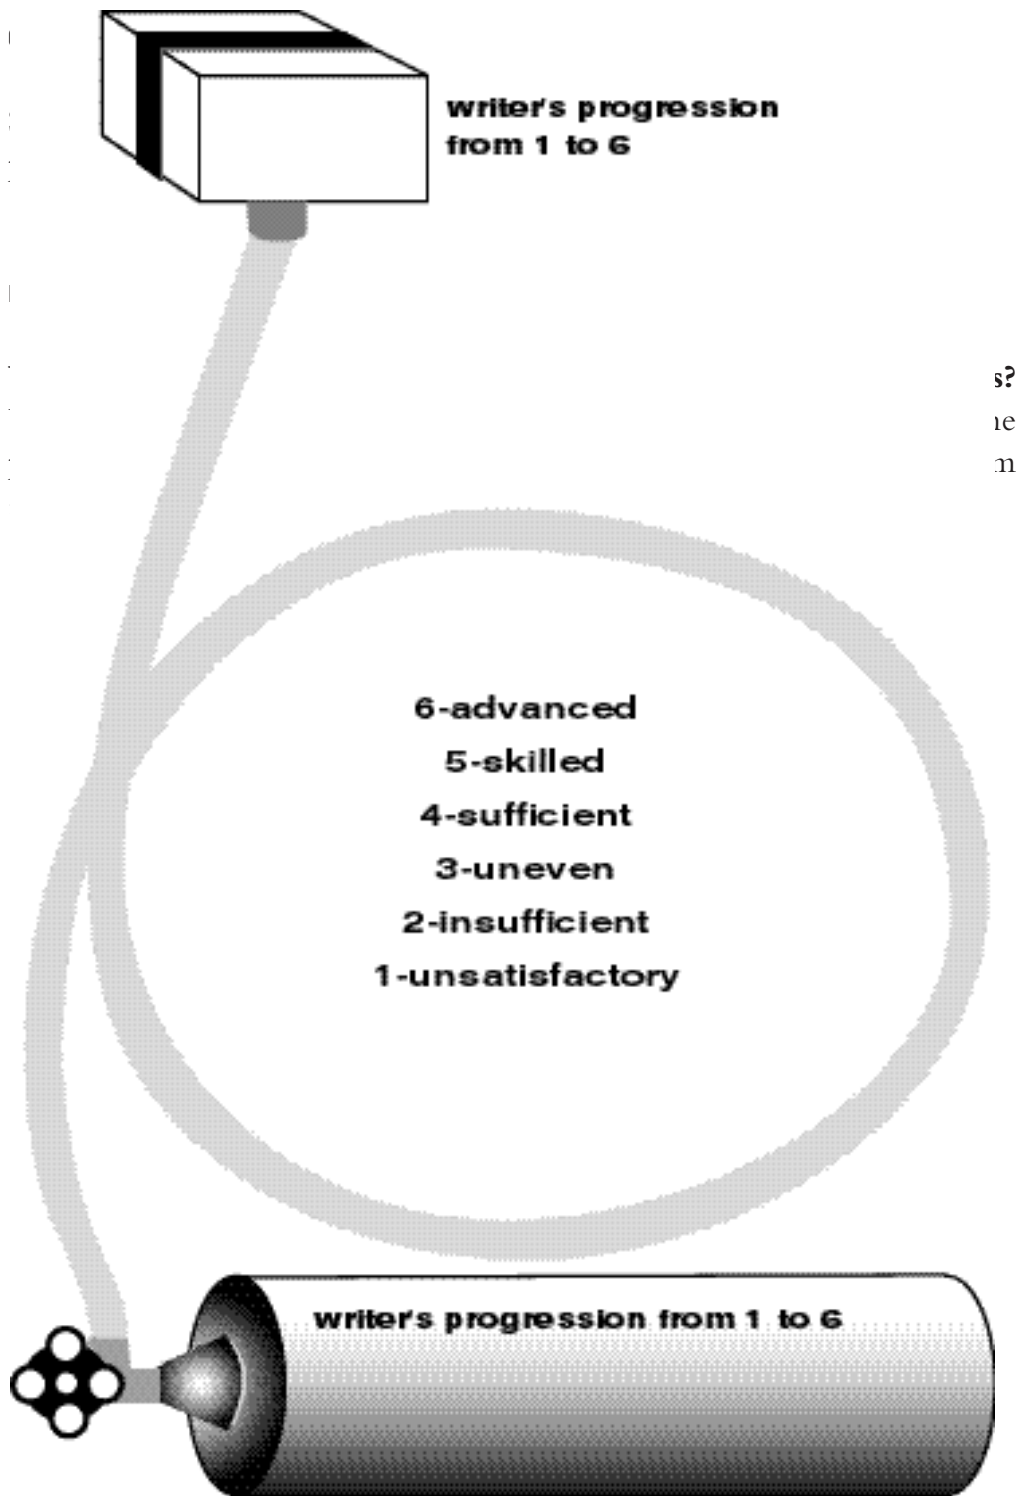 writer's progression
from 1 to 6
s?
m
6-advanced
5-skilled
4-sufficient
3-uneven
2-insufficient
1-unsatisfactory
writer's progression from 1 to 6